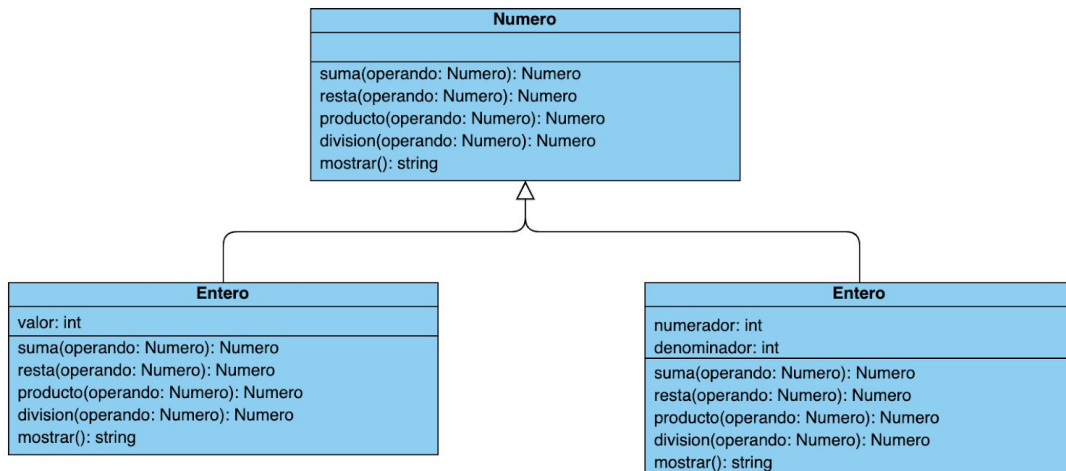 Numero
suma(operando: Numero): Numero
resta(operando: Numero): Numero
producto(operando: Numero): Numero
division(operando: Numero): Numero
mostrar(): string
Entero
valor: int
suma(operando: Numero): Numero
resta(operando: Numero): Numero
producto(operando: Numero): Numero
division(operando: Numero): Numero
mostrar(): string
Entero
numerador: int
denominador: int
suma(operando: Numero): Numero
resta(operando: Numero): Numero
producto(operando: Numero): Numero
division(operando: Numero): Numero
mostrar(): string